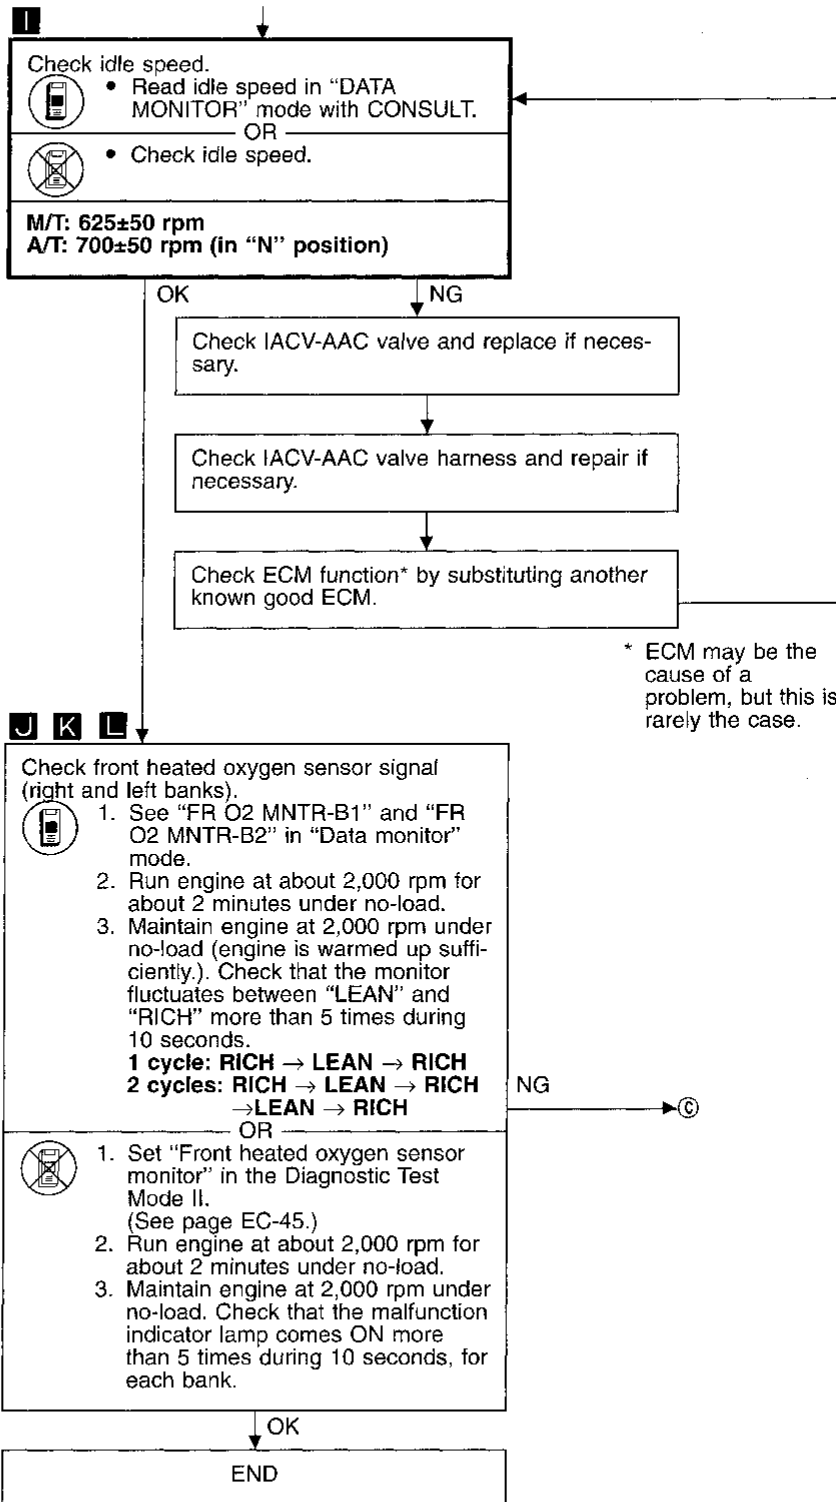 I
Check idle speed.
• Read idle speed in “DATA
MONITOR” mode with CONSULT.
OR
• Check idle speed.
M/T: 625±50 rpm
A/T: 700±50 rpm (in “N” position)
OK
NG
Check IACV-AAC valve and replace if neces-
sary.
Check IACV-AAC valve harness and repair if
necessary.
Check ECM function* by substituting another
known good ECM.
* ECM may be the
cause of a
problem, but this is
rarely the case.
J K L
Check front heated oxygen sensor signal
(right and left banks).
1. See “FR O2 MNTR-B1” and “FR
O2 MNTR-B2” in “Data monitor”
mode.
2. Run engine at about 2,000 rpm for
about 2 minutes under no-load.
3. Maintain engine at 2,000 rpm under
no-load (engine is warmed up suffi-
ciently.). Check that the monitor
fluctuates between “LEAN” and
“RICH” more than 5 times during
10 seconds.
1 cycle: RICH → LEAN → RICH
2 cycles: RICH → LEAN → RICH
→LEAN → RICH
NG
Ⓒ
OR
1. Set “Front heated oxygen sensor
monitor” in the Diagnostic Test
Mode II.
(See page EC-45.)
2. Run engine at about 2,000 rpm for
about 2 minutes under no-load.
3. Maintain engine at 2,000 rpm under
no-load. Check that the malfunction
indicator lamp comes ON more
than 5 times during 10 seconds, for
each bank.
OK
END